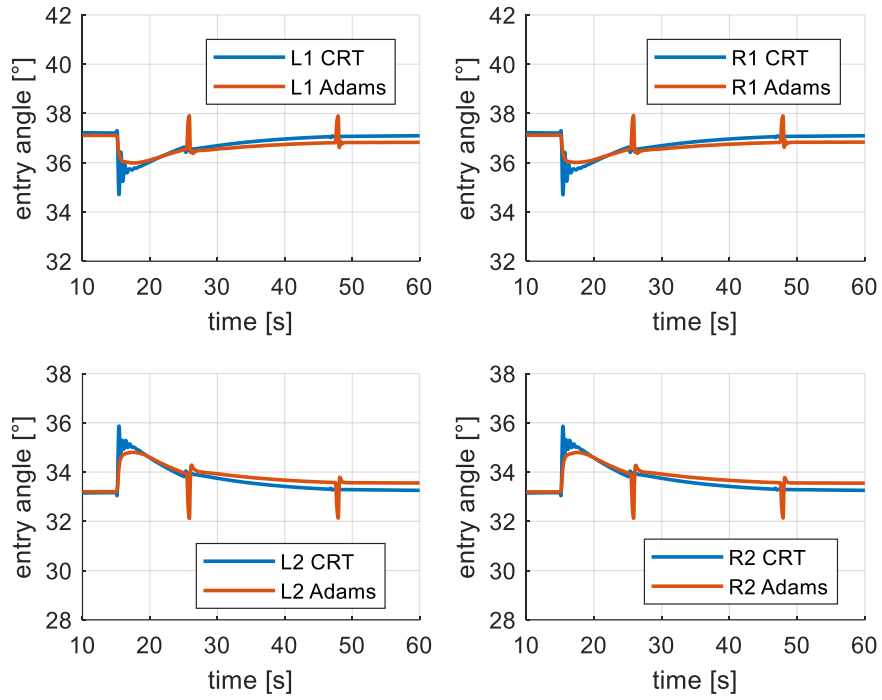 42
40
38
36
34
32
entry angle [°]
L1 CRT
L1 Adams
10 20 30 40 50 60
time [s]
42
40
38
36
34
32
entry angle [°]
R1 CRT
R1 Adams
10 20 30 40 50 60
time [s]
38
36
34
32
30
28
entry angle [°]
L2 CRT
L2 Adams
10 20 30 40 50 60
time [s]
38
36
34
32
30
28
entry angle [°]
R2 CRT
R2 Adams
10 20 30 40 50 60
time [s]